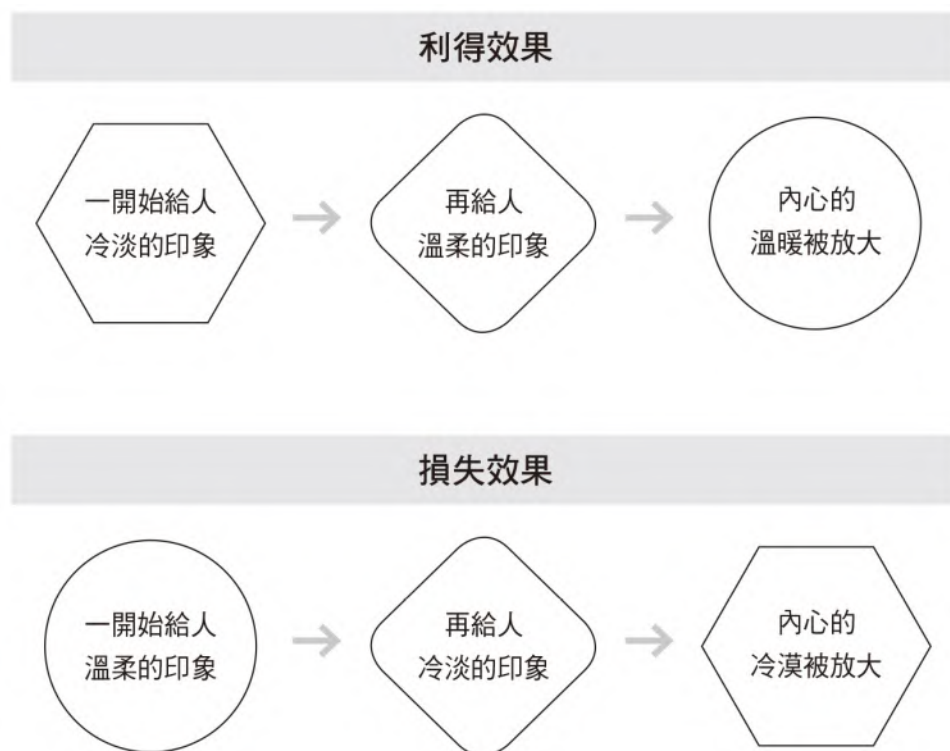 利得效果
一開始給人
冷淡的印象
再給人
溫柔的印象
內心的
溫暖被放大
損失效果
一開始給人
溫柔的印象
再給人
冷淡的印象
內心的
冷漠被放大